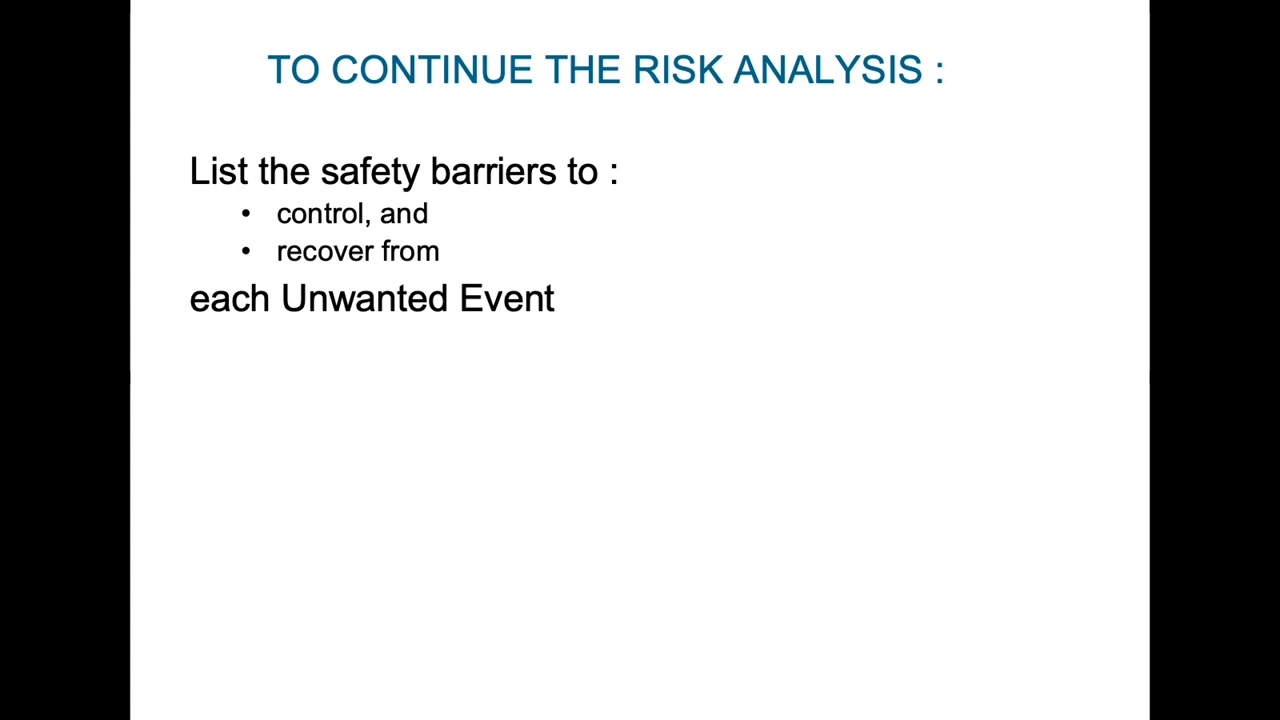 TO CONTINUE THE RISK ANALYSIS :
List the safety barriers to :
• control, and
• recover from
each Unwanted Event